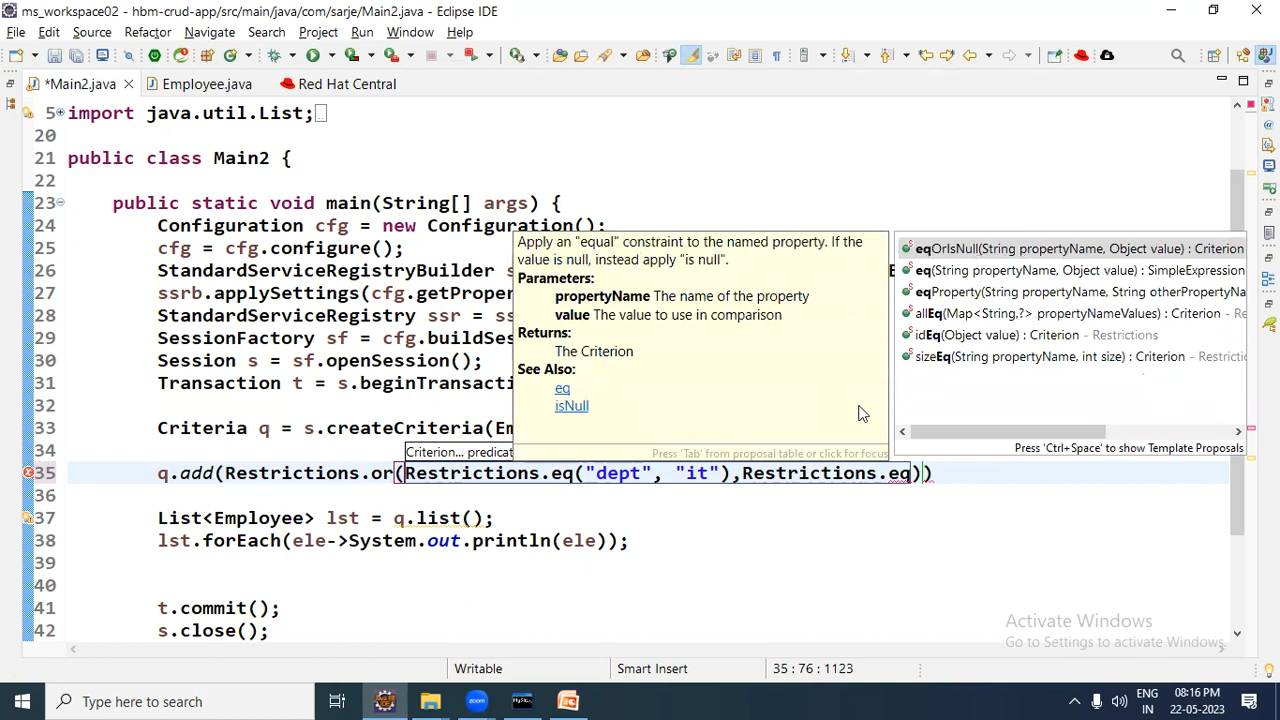 ms_workspace02 - hbm-crud-app/src/main/java/com/sarje/Main2.java - Eclipse IDE
File Edit Source Refactor Navigate Search Project Run Window Help
*Main2.java Employee.java Red Hat Central
5 import java.util.List;
20
21 public class Main2 {
22
23 public static void main(String[] args) {
24 Configuration cfg = new Configuration();
25 cfg = cfg.configure();
26 StandardServiceRegistryBuilder s
27 ssrb.applySettings(cfg.getProper
28 StandardServiceRegistry ssr = ss
29 SessionFactory sf = cfg.buildSes
30 Session s = sf.openSession();
31 Transaction t = s.beginTransacti
32
33 Criteria q = s.createCriteria(Em
34
35 q.add(Restrictions.or(Restrictions.eq("dept", "it"),Restrictions.eq))
36
37 List<Employee> lst = q.list();
38 lst.forEach(ele->System.out.println(ele));
39
40
41 t.commit();
42 s.close();
Criterion... predicat
Apply an "equal" constraint to the named property. If the
value is null, instead apply "is null".
Parameters:
propertyName The name of the property
value The value to use in comparison
Returns:
The Criterion
See Also:
eq
isNull
Press 'Tab' from proposal table or click for focus
eqOrIsNull(String propertyName, Object value) : Criterion
eq(String propertyName, Object value) : SimpleExpression
eqProperty(String propertyName, String otherPropertyNa
allEq(Map<String,?> propertyNameValues) : Criterion - Re
idEq(Object value) : Criterion - Restrictions
sizeEq(String propertyName, int size) : Criterion - Restrictic
Press 'Ctrl+Space' to show Template Proposals
Activate Windows
Go to Settings to activate Windows.
Writable Smart Insert 35 : 76 : 1123
Type here to search
ENG
IN
08:16 PM
22-05-2023